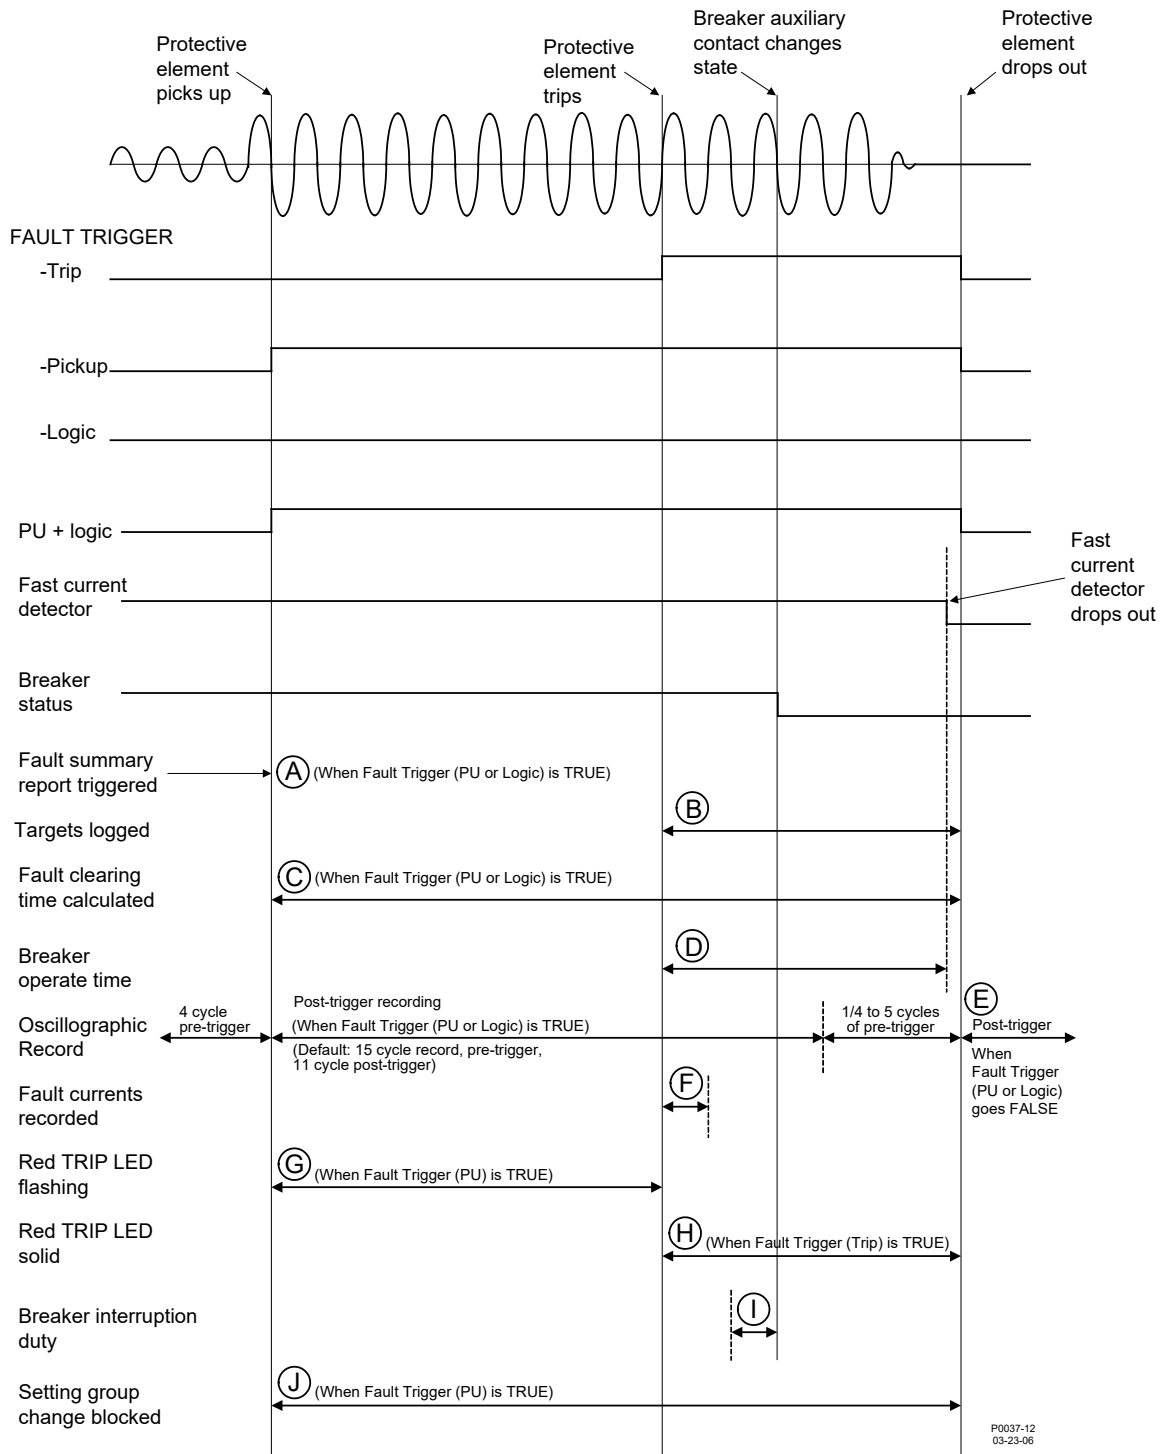 Protective
element
picks up
Protective
element
trips
Breaker auxiliary
contact changes
state
Protective
element
drops out
FAULT TRIGGER
-Trip
-Pickup
-Logic
PU + logic
Fast current
detector
Fast
current
detector
drops out
Breaker
status
Fault summary
report triggered
A (When Fault Trigger (PU or Logic) is TRUE)
Targets logged
B
Fault clearing
time calculated
C (When Fault Trigger (PU or Logic) is TRUE)
Breaker
operate time
D
Oscillographic
Record
4 cycle
pre-trigger
Post-trigger recording
(When Fault Trigger (PU or Logic) is TRUE)
(Default: 15 cycle record, pre-trigger,
11 cycle post-trigger)
1/4 to 5 cycles
of pre-trigger
E
Post-trigger
When
Fault Trigger
(PU or Logic)
goes FALSE
Fault currents
recorded
F
Red TRIP LED
flashing
G (When Fault Trigger (PU) is TRUE)
Red TRIP LED
solid
H (When Fault Trigger (Trip) is TRUE)
Breaker interruption
duty
I
Setting group
change blocked
J (When Fault Trigger (PU) is TRUE)
P0037-12
03-23-06